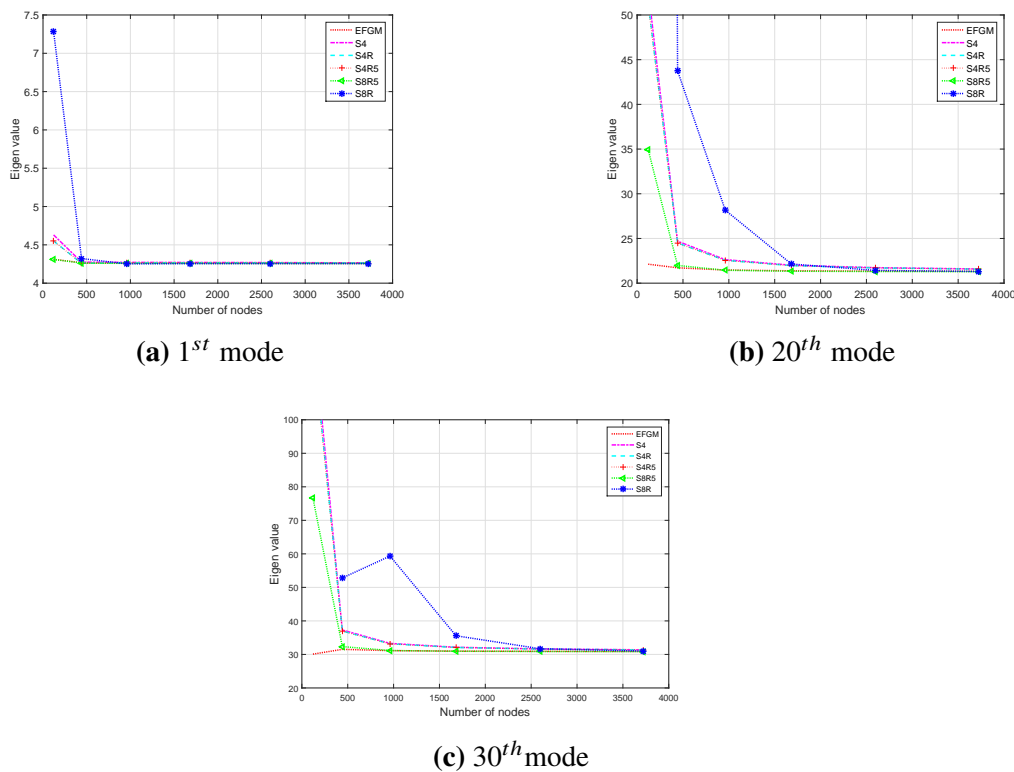 7.5
7
6.5
6
5.5
5
4.5
4
Eigen value
0 500 1000 1500 2000 2500 3000 3500 4000
Number of nodes
EFGM
S4
S4R
S4R5
S8R5
S8R
(a) 1st mode
50
45
40
35
30
25
20
Eigen value
0 500 1000 1500 2000 2500 3000 3500 4000
Number of nodes
EFGM
S4
S4R
S4R5
S8R5
S8R
(b) 20th mode
100
90
80
70
60
50
40
30
20
Eigen value
0 500 1000 1500 2000 2500 3000 3500 4000
Number of nodes
EFGM
S4
S4R
S4R5
S8R5
S8R
(c) 30th mode